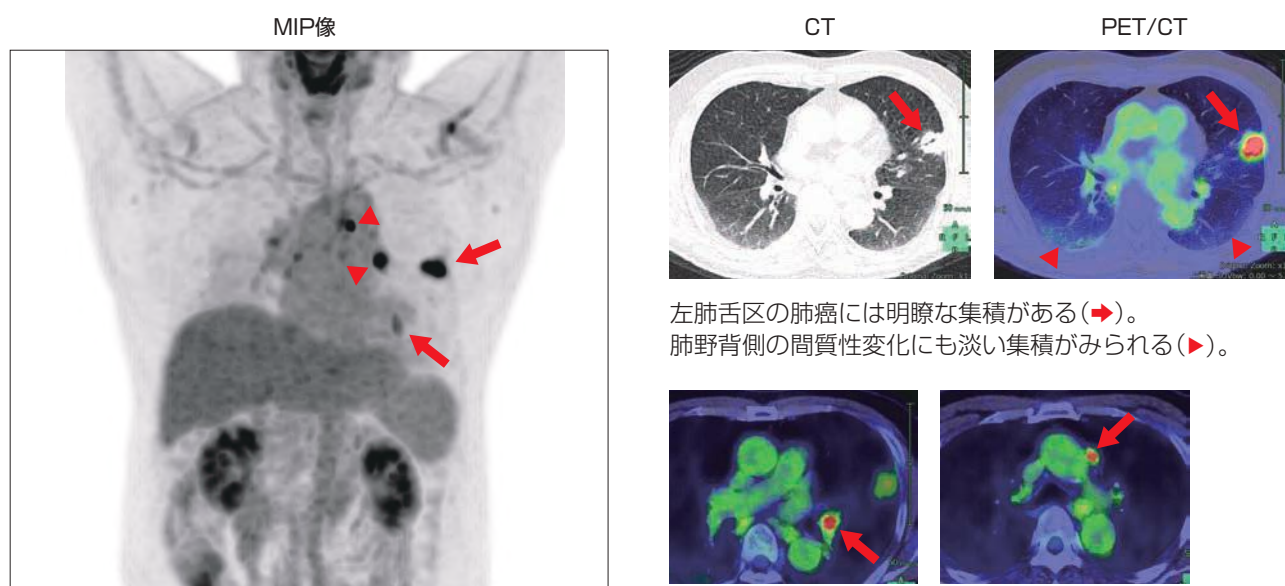 MIP像
CT
PET/CT
左肺舌区の肺癌には明瞭な集積がある(➡)。
肺野背側の間質性変化にも淡い集積がみられる(▶)。